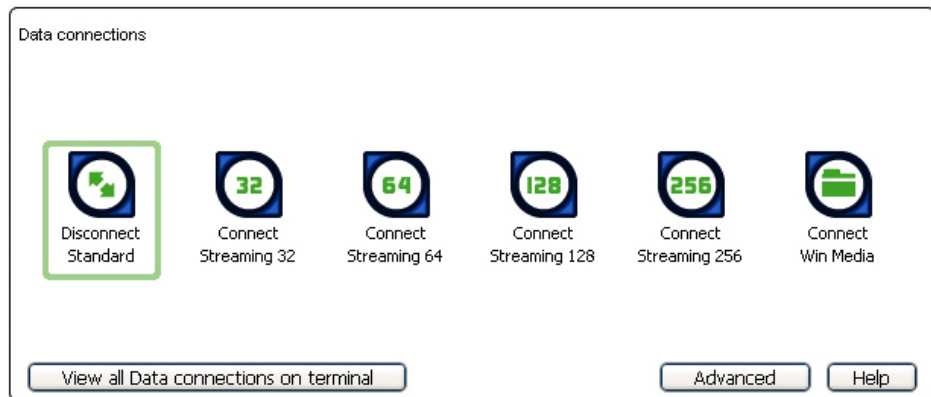 Data connections
32
64
128
256
Disconnect
Standard
Connect
Streaming 32
Connect
Streaming 64
Connect
Streaming 128
Connect
Streaming 256
Connect
Win Media
View all Data connections on terminal
Advanced
Help